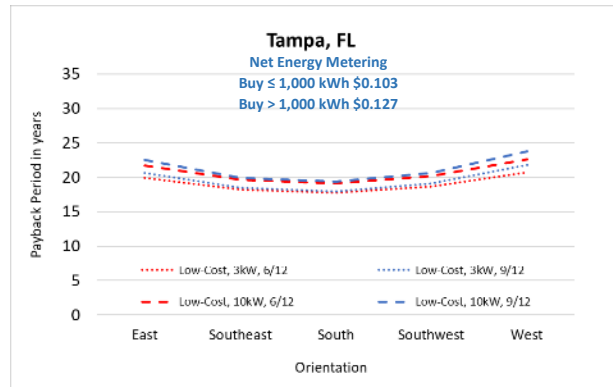 Tampa, FL
Net Energy Metering
Buy ≤ 1,000 kWh $0.103
Buy > 1,000 kWh $0.127
35
30
25
20
15
10
5
0
Payback Period in years
Low-Cost, 3kW, 6/12
Low-Cost, 3kW, 9/12
Low-Cost, 10kW, 6/12
Low-Cost, 10kW, 9/12
East Southeast South Southwest West
Orientation